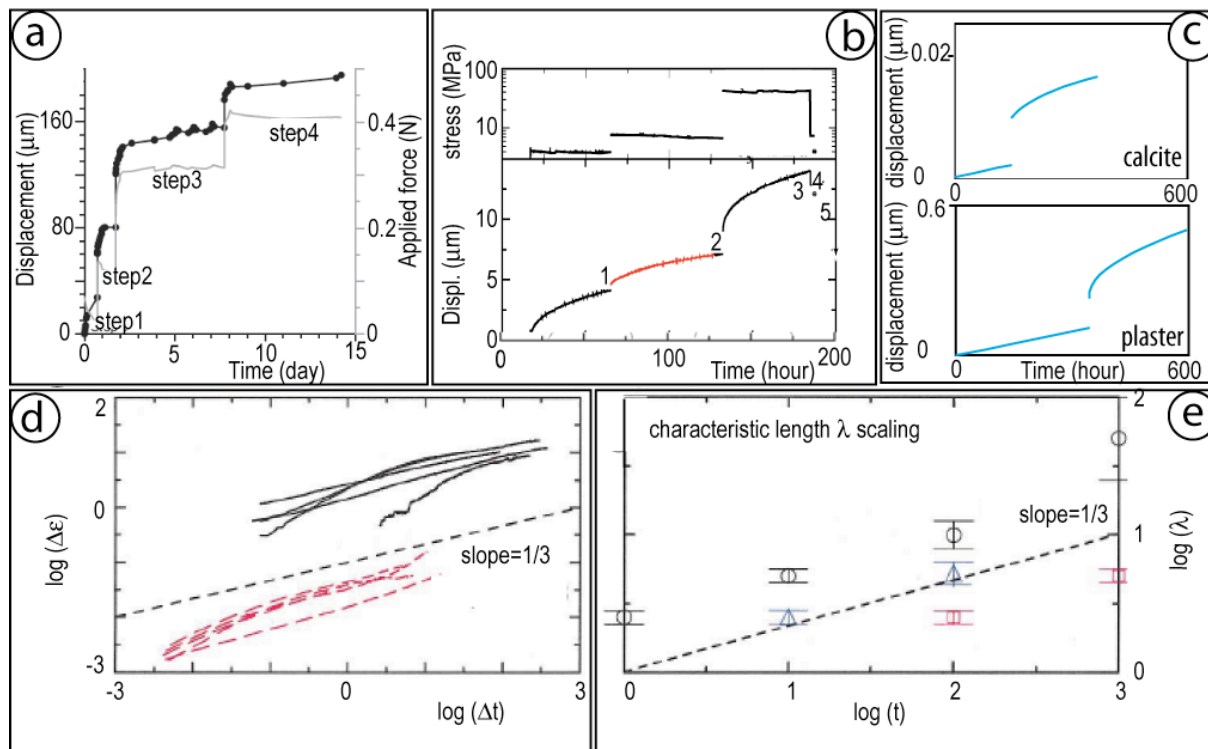 a
Displacement (µm)
160
80
0
0.4
0.2
0
Applied force (N)
step1
step2
step3
step4
0
5
10
15
Time (day)
b
stress (MPa)
100
10
Displ. (µm)
10
5
0
1
2
3
4
5
0
100
200
Time (hour)
c
displacement (µm)
0.02
0
calcite
0
600
displacement (µm)
0.6
0
plaster
0
600
Time (hour)
d
log (Δε)
2
0
-3
slope=1/3
-3
0
3
log (Δt)
e
characteristic length λ scaling
slope=1/3
2
1
0
log (λ)
0
1
2
3
log (t)